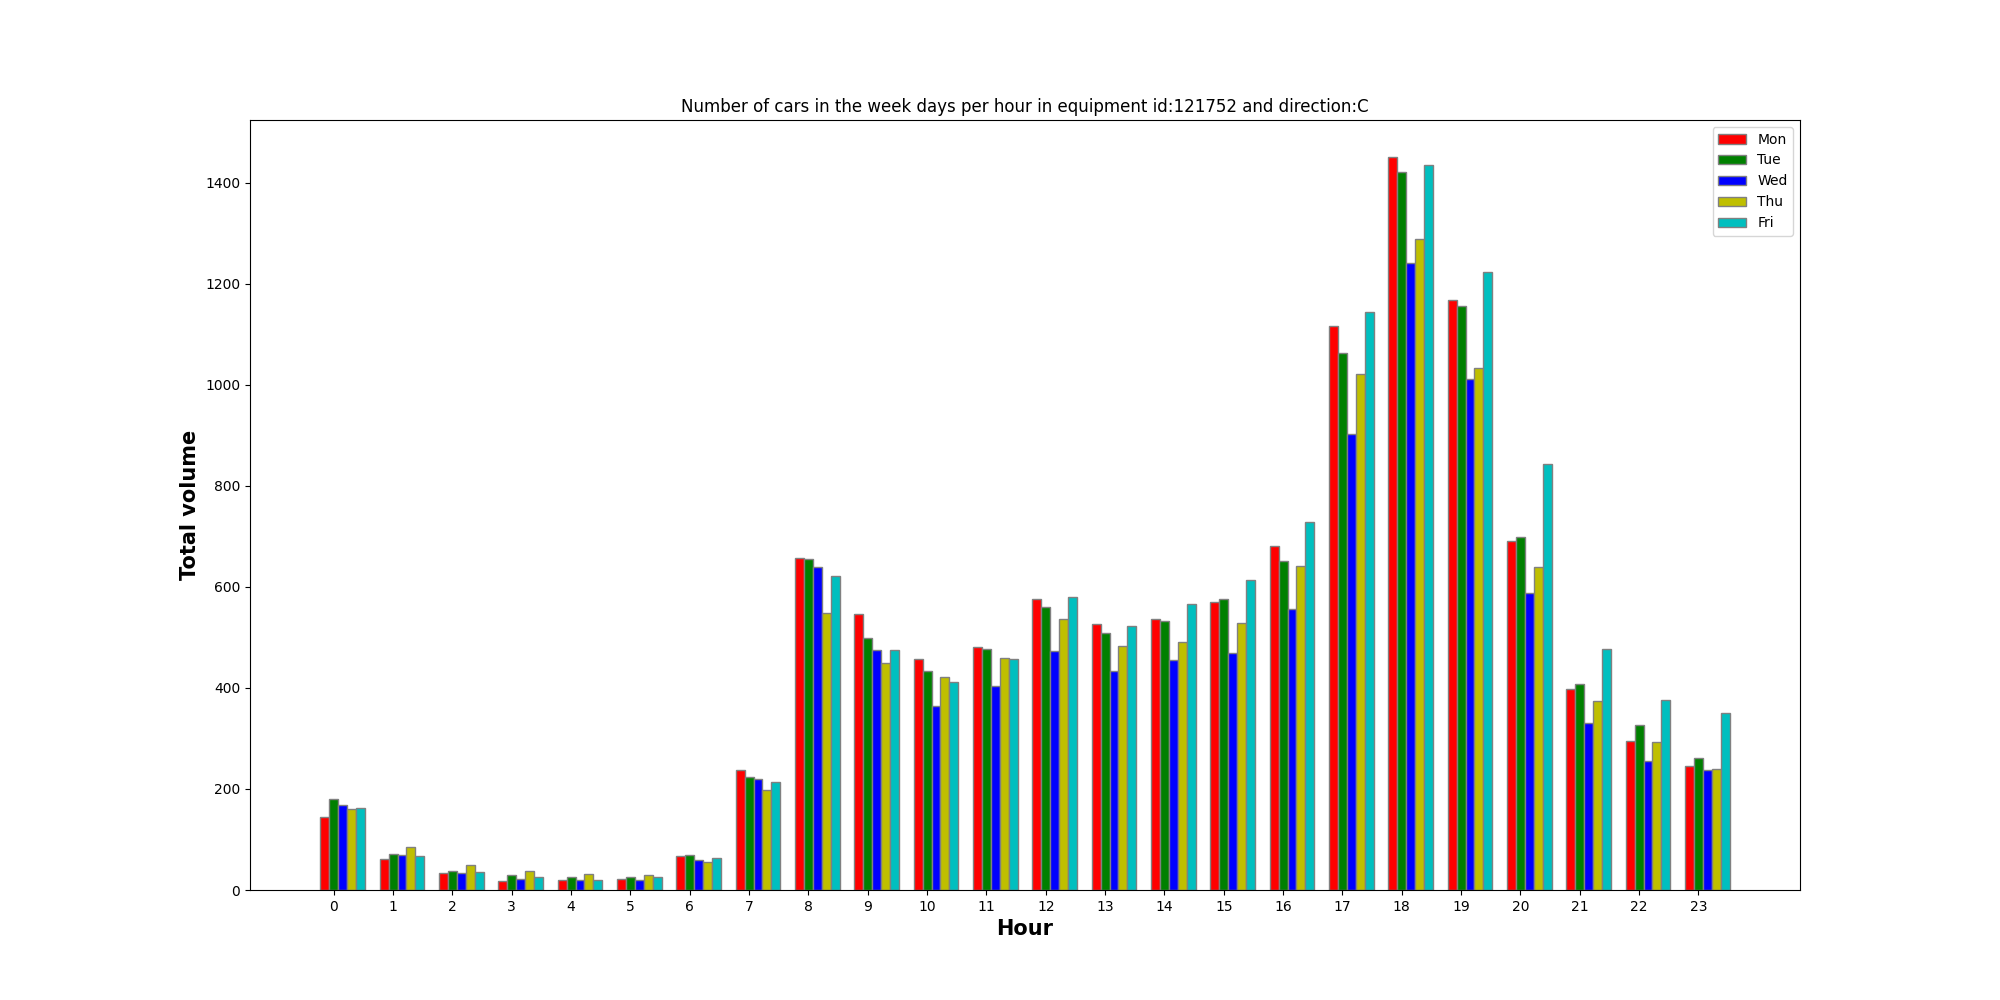 Number of cars in the week days per hour in equipment id:121752 and direction:C
Mon
Tue
Wed
Thu
Fri
1400
1200
1000
800
600
400
200
0
Total volume
0 1 2 3 4 5 6 7 8 9 10 11 12 13 14 15 16 17 18 19 20 21 22 23
Hour